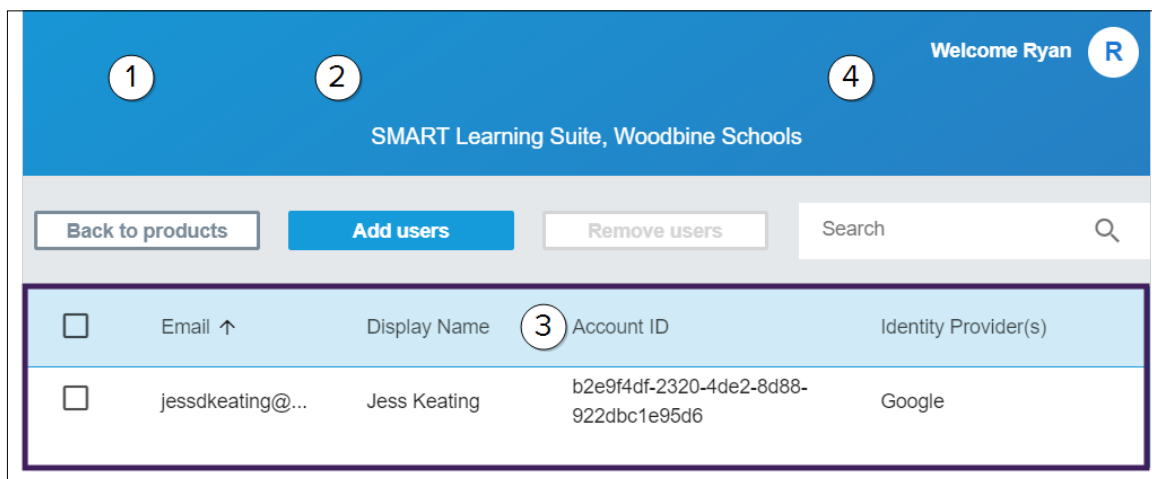 Welcome Ryan R
1 2 4
SMART Learning Suite, Woodbine Schools
Back to products Add users Remove users Search
Email ↑ Display Name 3 Account ID Identity Provider(s)
jessdkeating@... Jess Keating b2e9f4df-2320-4de2-8d88-
922dbc1e95d6 Google